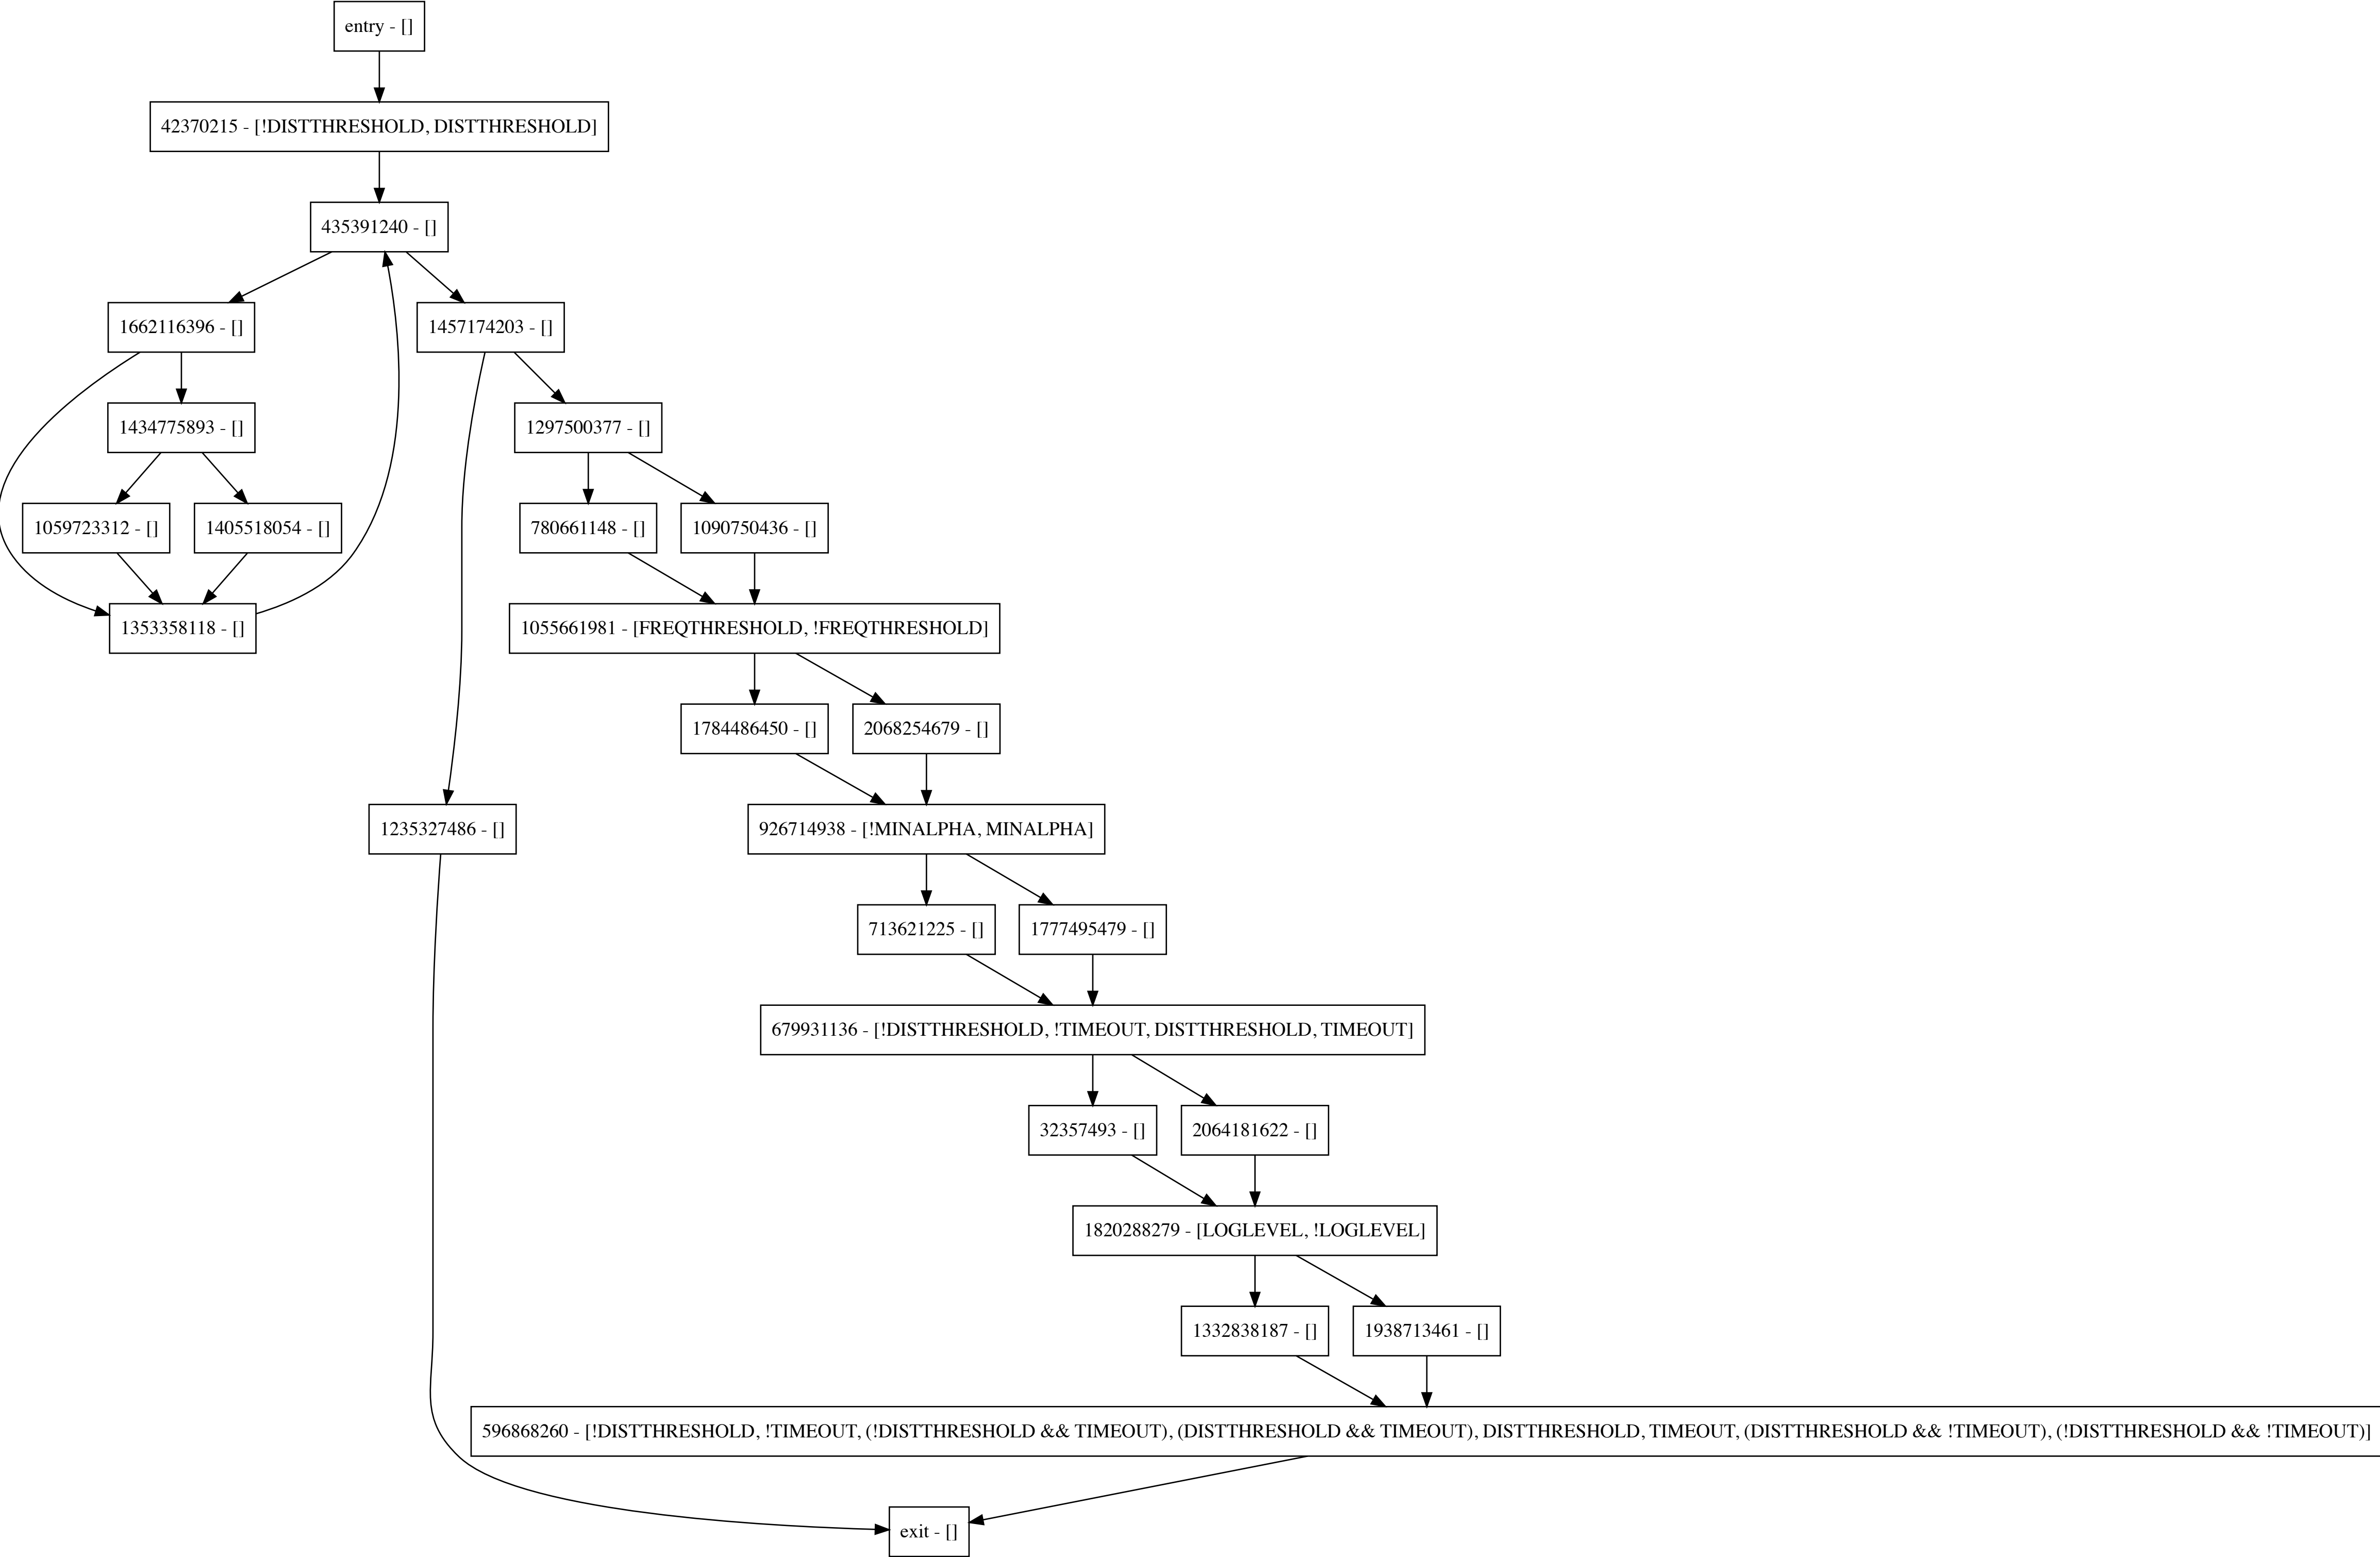 entry - []
42370215 - [!DISTTHRESHOLD, DISTTHRESHOLD]
435391240 - []
1662116396 - []
1457174203 - []
1434775893 - []
1297500377 - []
1059723312 - []
1405518054 - []
780661148 - []
1090750436 - []
1353358118 - []
1055661981 - [FREQTHRESHOLD, !FREQTHRESHOLD]
1784486450 - []
2068254679 - []
1235327486 - []
926714938 - [!MINALPHA, MINALPHA]
713621225 - []
1777495479 - []
679931136 - [!DISTTHRESHOLD, !TIMEOUT, DISTTHRESHOLD, TIMEOUT]
32357493 - []
2064181622 - []
1820288279 - [LOGLEVEL, !LOGLEVEL]
1332838187 - []
1938713461 - []
596868260 - [!DISTTHRESHOLD, !TIMEOUT, (!DISTTHRESHOLD && TIMEOUT), (DISTTHRESHOLD && TIMEOUT), DISTTHRESHOLD, TIMEOUT, (DISTTHRESHOLD && !TIMEOUT), (!DISTTHRESHOLD && !TIMEOUT)]
exit - []